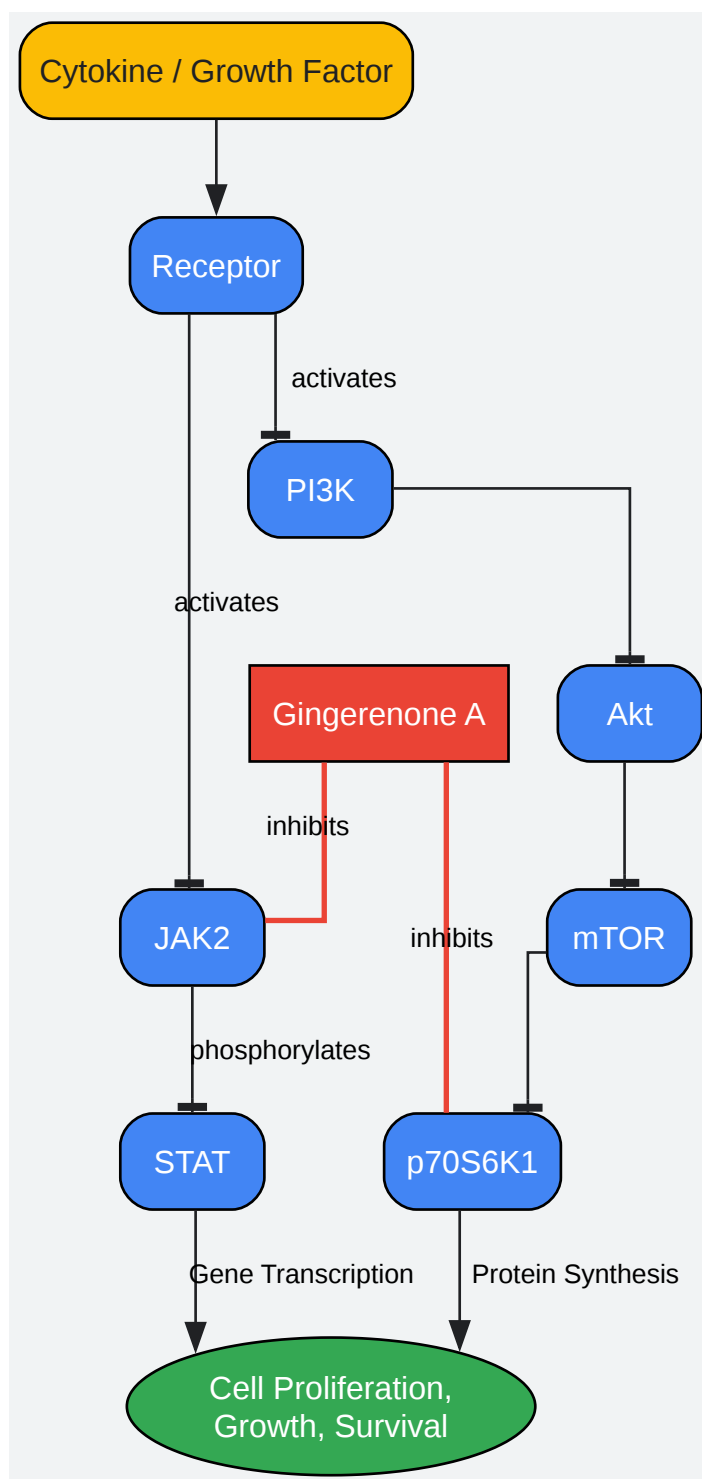 Cytokine / Growth Factor
Receptor
activates
PI3K
activates
Gingerenone A
Akt
inhibits
JAK2
inhibits
mTOR
phosphorylates
STAT
p70S6K1
Gene Transcription
Protein Synthesis
Cell Proliferation,
Growth, Survival